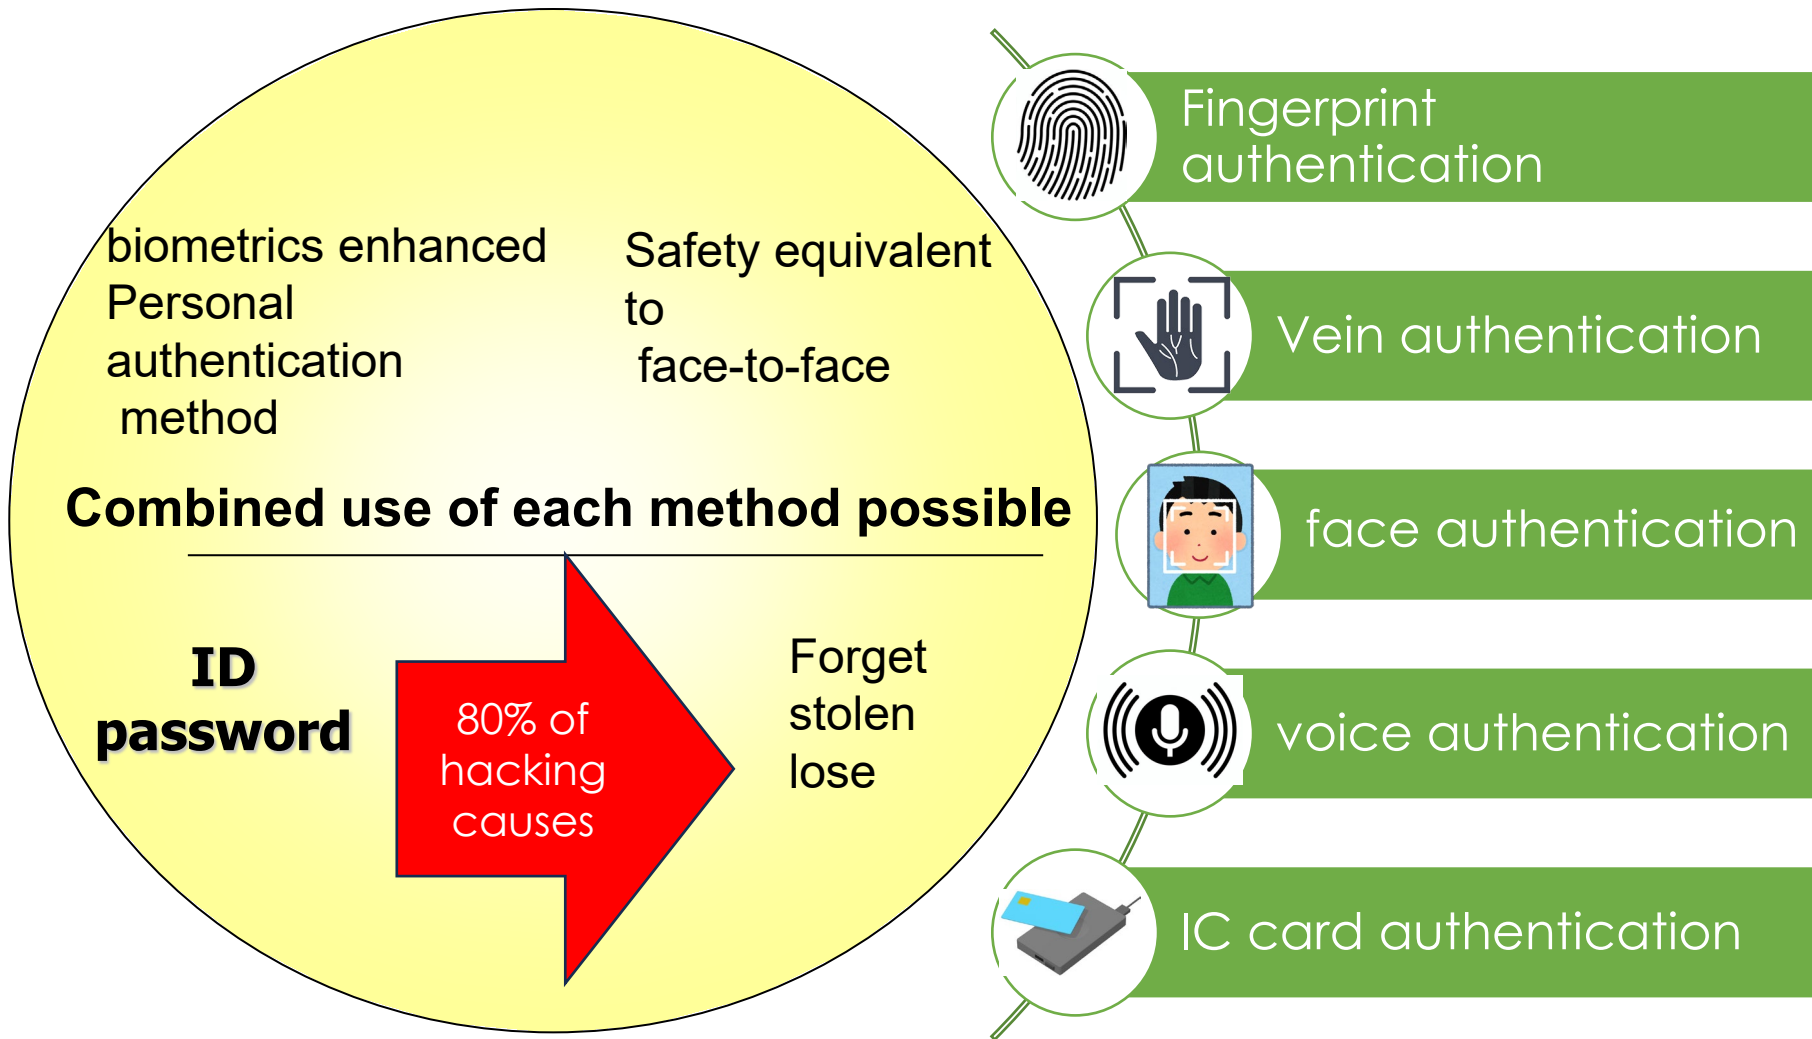 biometrics enhanced
Personal
authentication
method
Safety equivalent
to
face-to-face
Combined use of each method possible
ID
password
80% of
hacking
causes
Forget
stolen
lose
Fingerprint
authentication
Vein authentication
face authentication
voice authentication
IC card authentication